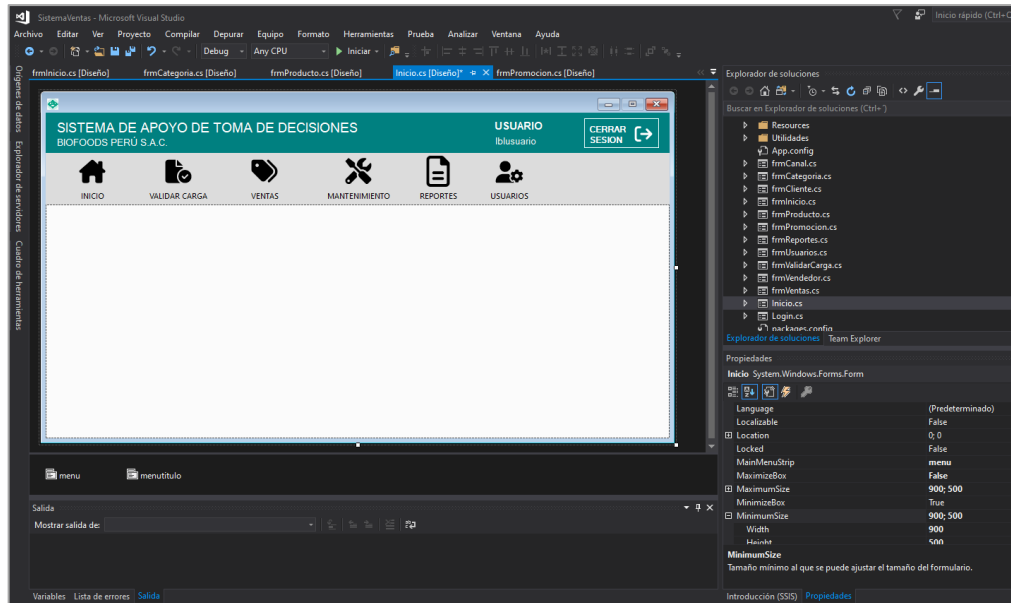 SistemaVentas - Microsoft Visual Studio
Inicio rápido (Ctrl+Q
Archivo Editar Ver Proyecto Compilar Depurar Equipo Formato Herramientas Prueba Analizar Ventana Ayuda
Debug Any CPU Iniciar
frmInicio.cs [Diseño] frmCategoria.cs [Diseño] frmProducto.cs [Diseño] Inicio.cs [Diseño]* frmPromocion.cs [Diseño]
Orígenes de datos
Explorador de servidores
Cuadro de herramientas
SISTEMA DE APOYO DE TOMA DE DECISIONES
BIOFOODS PERÚ S.A.C.
USUARIO
lblusuario
CERRAR
SESION
INICIO VALIDAR CARGA VENTAS MANTENIMIENTO REPORTES USUARIOS
menu menutitulo
Salida
Mostrar salida de:
Variables Lista de errores Salida
Explorador de soluciones
Buscar en Explorador de soluciones (Ctrl+')
Resources
Utilidades
App.config
frmCanal.cs
frmCategoria.cs
frmCliente.cs
frmInicio.cs
frmProducto.cs
frmPromocion.cs
frmReportes.cs
frmUsuarios.cs
frmValidarCarga.cs
frmVendedor.cs
frmVentas.cs
Inicio.cs
Login.cs
packages.config
Explorador de soluciones Team Explorer
Propiedades
Inicio System.Windows.Forms.Form
Language (Predeterminado)
Localizable False
Location 0; 0
Locked False
MainMenuStrip menu
MaximizeBox False
MaximumSize 900; 500
MinimizeBox True
MinimumSize 900; 500
Width 900
Height 500
MinimumSize
Tamaño mínimo al que se puede ajustar el tamaño del formulario.
Introducción (SSIS) Propiedades